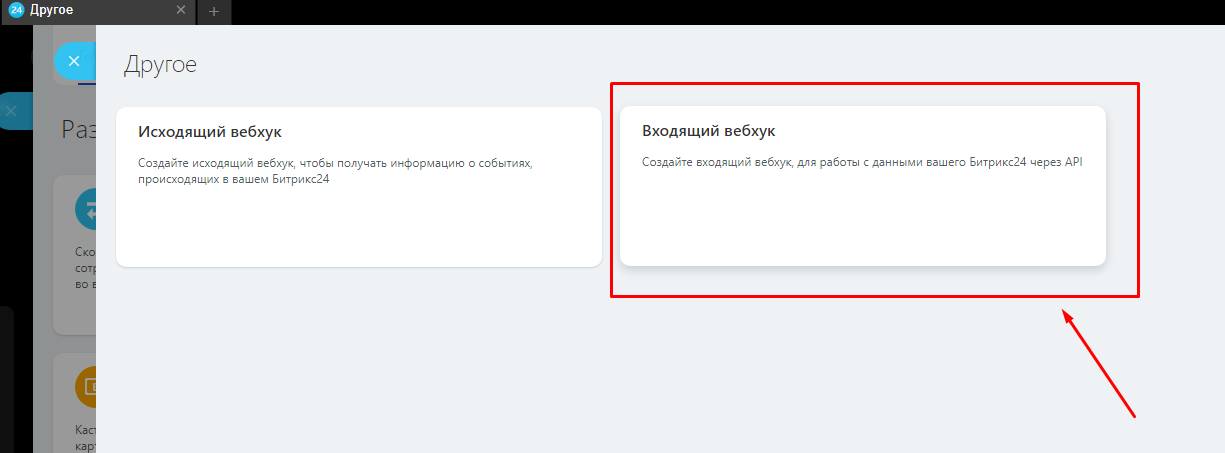 24 Другое
Другое
Исходящий вебхук
Создайте исходящий вебхук, чтобы получать информацию о событиях,
происходящих в вашем Битрикс24
Входящий вебхук
Создайте входящий вебхук, для работы с данными вашего Битрикс24 через API
Раз
Ско
сотр
во в
Каст
карт